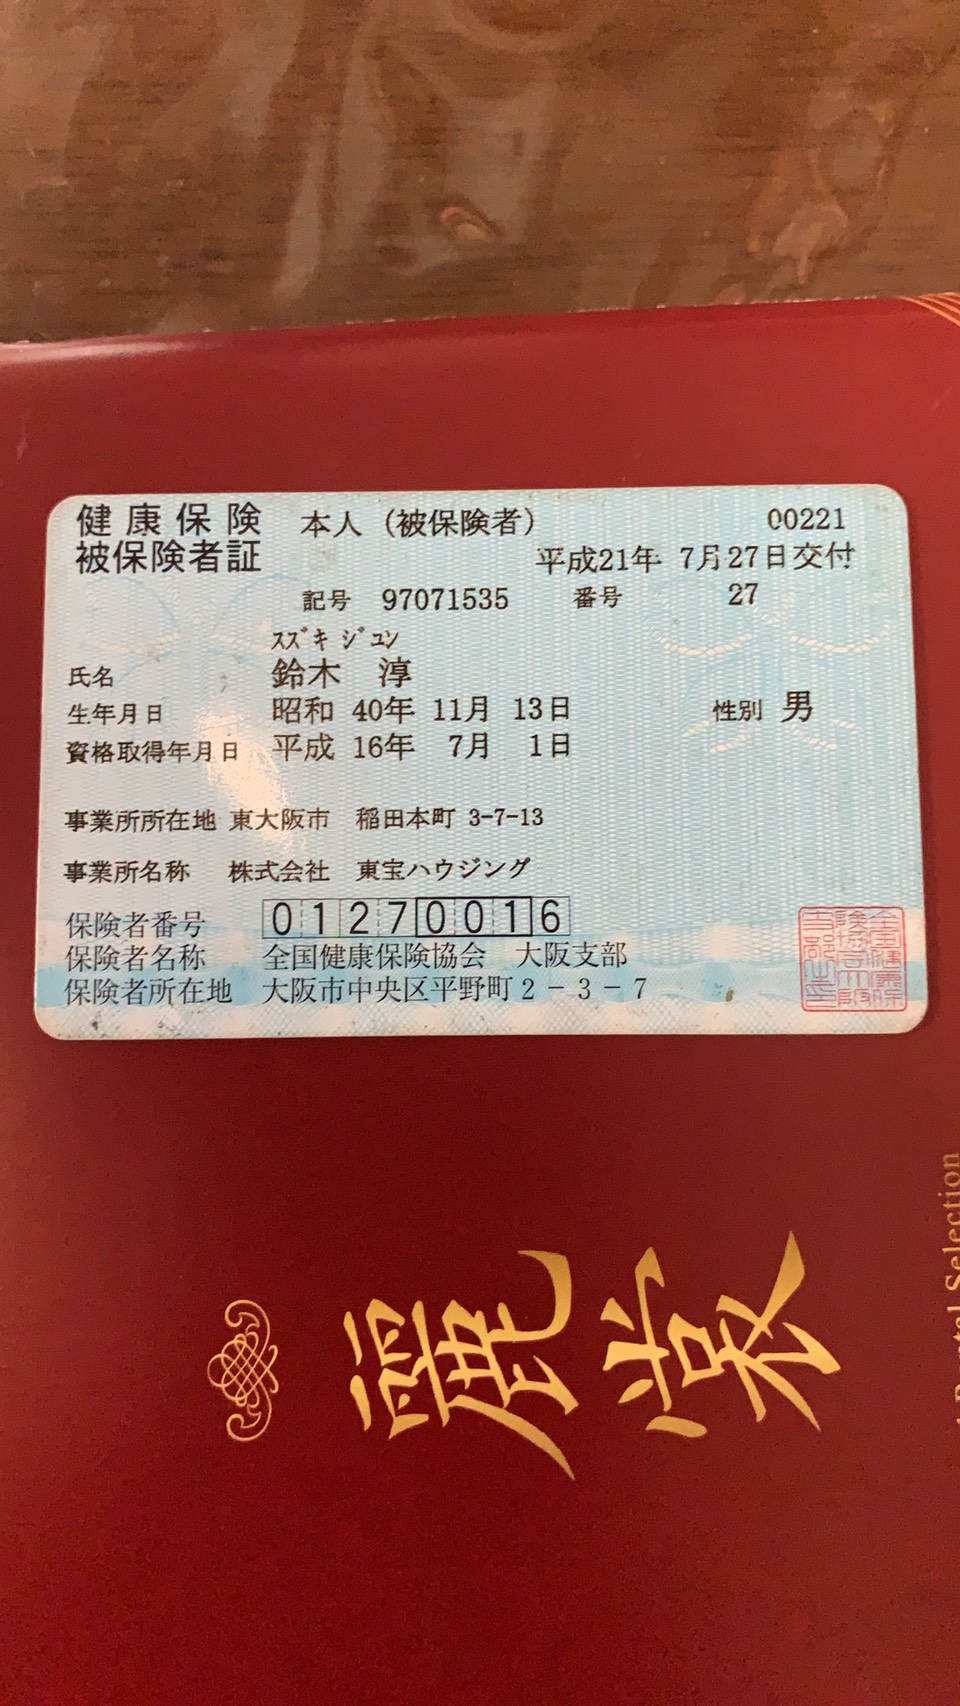 健康保険 本人（被保険者） 00221
被保険者証 平成21年 7月27日交付
記号 97071535 番号 27
ｽｽﾞｷ ｼﾞﾕﾝ
氏名 鈴木 淳
生年月日 昭和 40年 11月 13日 性別 男
資格取得年月日 平成 16年 7月 1日
事業所所在地 東大阪市 稲田本町 3-7-13
事業所名称 株式会社 東宝ハウジング
保険者番号 01270016
保険者名称 全国健康保険協会 大阪支部
保険者所在地 大阪市中央区平野町2－3－7
麗裳
Pastel Selection